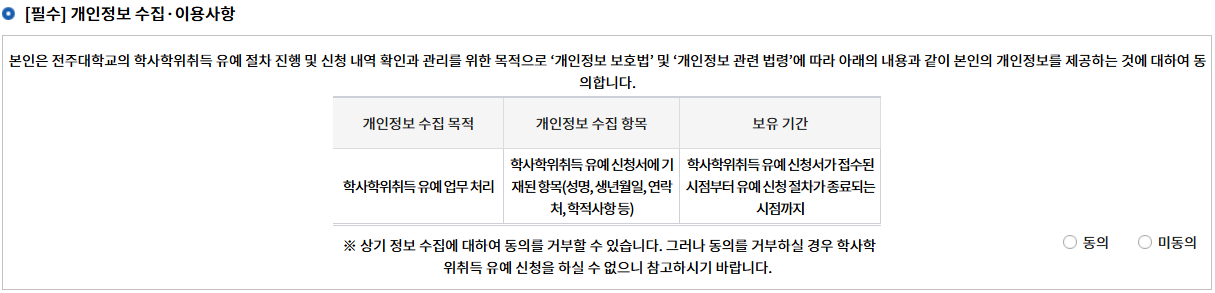 [필수] 개인정보 수집·이용사항
본인은 전주대학교의 학사학위취득 유예 절차 진행 및 신청 내역 확인과 관리를 위한 목적으로 ‘개인정보 보호법’ 및 ‘개인정보 관련 법령’에 따라 아래의 내용과 같이 본인의 개인정보를 제공하는 것에 대하여 동
의합니다.
개인정보 수집 목적
개인정보 수집 항목
보유 기간
학사학위취득 유예 업무 처리
학사학위취득 유예 신청서에 기
재된 항목(성명, 생년월일, 연락
처, 학적사항 등)
학사학위취득 유예 신청서가 접수된
시점부터 유예 신청 절차가 종료되는
시점까지
※ 상기 정보 수집에 대하여 동의를 거부할 수 있습니다. 그러나 동의를 거부하실 경우 학사학
위취득 유예 신청을 하실 수 없으니 참고하시기 바랍니다.
동의
미동의